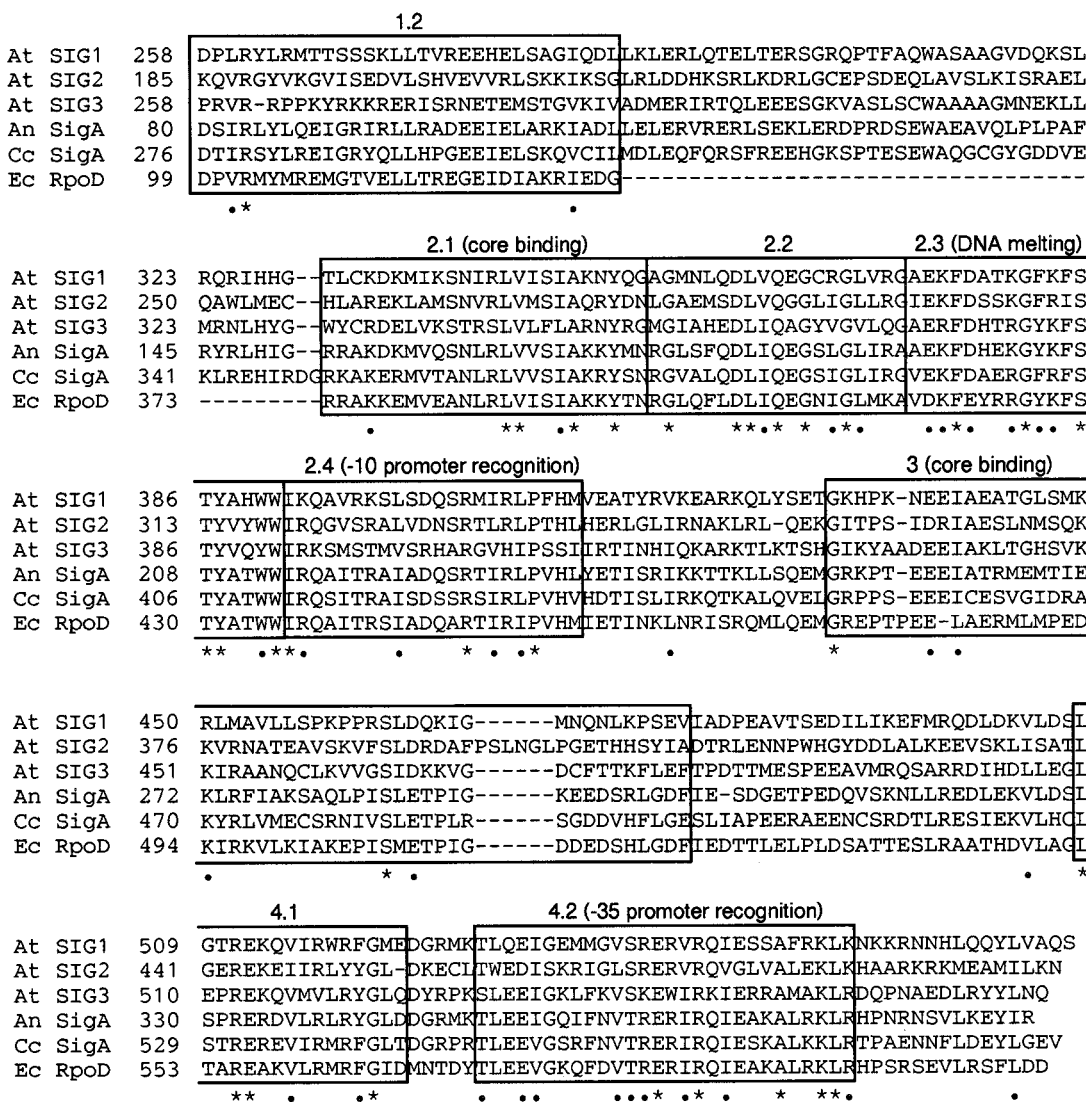 1.2
At SIG1 258 DPLRYLRMTTSSSKLLTVREEHELSAGIQDLLKLERLQTELTERSGRQPTFAQWASAAGVDQKSL
At SIG2 185 KQVRGYVKGVISEDVLSHVEVVRLSKKIKSGLRLDDHKSRLKDRLGCEPSDEQLAVSLKISRAEL
At SIG3 258 PRVR-RPPKYRKKRERISRNETEMSTGVKIVADMERIRTQLEEESGKVASLSCWAAAAGMNEKLL
An SigA 80 DSIRLYLQEIGRIRLLRADEEIELARKIADLLELERVRERLSEKLERDPRDSEWAEAVQLPLPAF
Cc SigA 276 DTIRSYLREIGRYQLLHPGEEIELSKQVCILMDLEQFQRSFREEHGKSPTESEWAQGCGYGDDVE
Ec RpoD 99 DPVRMYMREMGTVELLTREGEIDIAKRIEDG----------------------------------
•* •
2.1 (core binding) 2.2 2.3 (DNA melting)
At SIG1 323 RQRIHHG--TLCKDKMIKSNIRLVISIAKNYQGAGMNLQDLVQEGCRGLVRGAEKFDATKGFKFS
At SIG2 250 QAWLMEC--HLAREKLAMSNVRLVMSIAQRYDNLGAEMSDLVQGGLIGLLRGIEKFDSSKGFRIS
At SIG3 323 MRNLHYG--WYCRDELVKSTRSLVLFLARNYRGMGIAHEDLIQAGYVGVLQGAERFDHTRGYKFS
An SigA 145 RYRLHIG--RRAKDKMVQSNLRLVVSIAKKYMNRGLSFQDLIQEGSLGLIRAAEKFDHEKGYKFS
Cc SigA 341 KLREHIRDGRKAKERMVTANLRLVVSIAKRYSNRGVALQDLIQEGSIGLIRGVEKFDAERGFRFS
Ec RpoD 373 ---------RRAKKEMVEANLRLVISIAKKYTNRGLQFLDLIQEGNIGLMKAVDKFEYRRGYKFS
• ** •* * * **•* •*• ••*• •*•• *
2.4 (-10 promoter recognition) 3 (core binding)
At SIG1 386 TYAHWWIKQAVRKSLSDQSRMIRLPFHMVEATYRVKEARKQLYSETGKHPK-NEEIAEATGLSMK
At SIG2 313 TYVYWWIRQGVSRALVDNSRTLRLPTHLHERLGLIRNAKLRL-QEKGITPS-IDRIAESLNMSQK
At SIG3 386 TYVQYWIRKSMSTMVSRHARGVHIPSSIIRTINHIQKARKTLKTSHGIKYAADEEIAKLTGHSVK
An SigA 208 TYATWWIRQAITRAIADQSRTIRLPVHLYETISRIKKTTKLLSQEMGRKPT-EEEIATRMEMTIE
Cc SigA 406 TYATWWIRQSITRAISDSSRSIRLPVHVHDTISLIRKQTKALQVELGRPPS-EEEICESVGIDRA
Ec RpoD 430 TYATWWIRQAITRSIADQARTIRIPVHMIETINKLNRISRQMLQEMGREPTPEE-LAERMLMPED
** •*** • * • •* • * • •
At SIG1 450 RLMAVLLSPKPPRSLDQKIG------MNQNLKPSEVIADPEAVTSEDILIKEFMRQDLDKVLDSL
At SIG2 376 KVRNATEAVSKVFSLDRDAFPSLNGLPGETHHSYIADTRLENNPWHGYDDLALKEEVSKLISATL
At SIG3 451 KIRAANQCLKVVGSIDKKVG------DCFTTKFLEFTPDTTMESPEEAVMRQSARRDIHDLLEGL
An SigA 272 KLRFIAKSAQLPISLETPIG------KEEDSRLGDFIE-SDGETPEDQVSKNLLREDLEKVLDSL
Cc SigA 470 KYRLVMECSRNIVSLETPLR------SGDDVHFLGESLIAPEERAEENCSRDTLRESIEKVLHGL
Ec RpoD 494 KIRKVLKIAKEPISMETPIG------DDEDSHLGDFIEDTTLELPLDSATTESLRAATHDVLAGL
• * • • *
4.1 4.2 (-35 promoter recognition)
At SIG1 509 GTREKQVIRWRFGMEDGRMKTLQEIGEMMGVSRERVRQIESSAFRKLKNKKRNNHLQQYLVAQS
At SIG2 441 GEREKEIIRLYYGL-DKECLTWEDISKRIGLSRERVRQVGLVALEKLKHAARKRKMEAMILKN
At SIG3 510 EPREKQVMVLRYGLQDYRPKSLEEIGKLFKVSKEWIRKIERRAMAKLRDQPNAEDLRYYLNQ
An SigA 330 SPRERDVLRLRYGLDDGRMKTLEEIGQIFNVTRERIRQIEALRKLRHPNRNSVLKEYIR
Cc SigA 529 STREREVIRMRFGLTDGRPRTLEEVGSRFNVTRERIRQIESKALKKLRTPAENNFLDEYLGEV
Ec RpoD 553 TAREAKVLRMRFGIDMNTDYTLEEVGKQFDVTRERIRQIEAKALRKLRHPSRSEVLRSFLDD
** • •* • •• •••* •* • * **• •